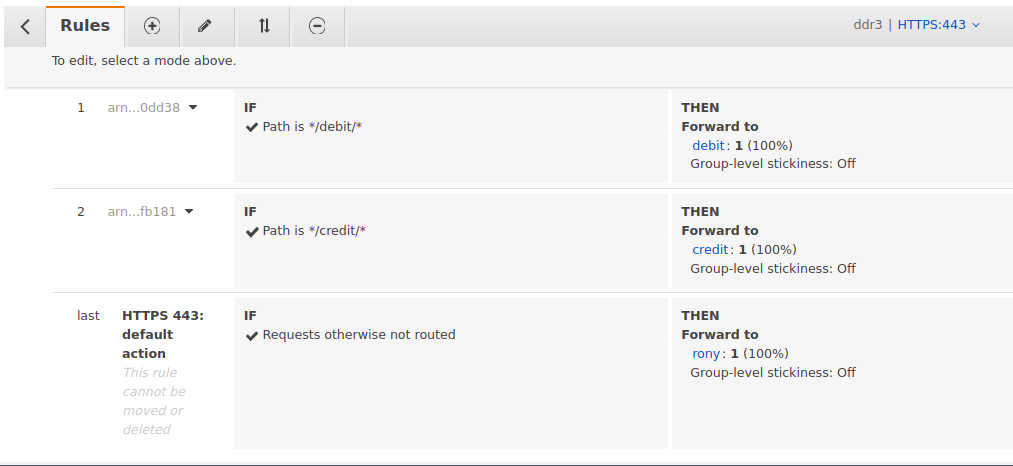 Rules
ddr3 | HTTPS:443
To edit, select a mode above.
1 arn...0dd38
IF
Path is */debit/*
THEN
Forward to
debit: 1 (100%)
Group-level stickiness: Off
2 arn...fb181
IF
Path is */credit/*
THEN
Forward to
credit: 1 (100%)
Group-level stickiness: Off
last
HTTPS 443:
default
action
This rule
cannot be
moved or
deleted
IF
Requests otherwise not routed
THEN
Forward to
rony: 1 (100%)
Group-level stickiness: Off